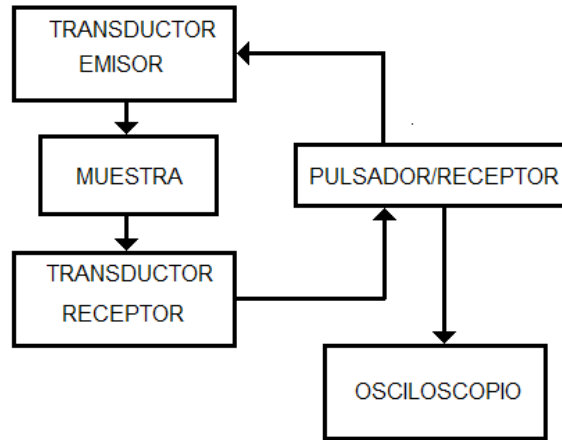 TRANSDUCTOR
EMISOR
MUESTRA
PULSADOR/RECEPTOR
TRANSDUCTOR
RECEPTOR
OSCILOSCOPIO